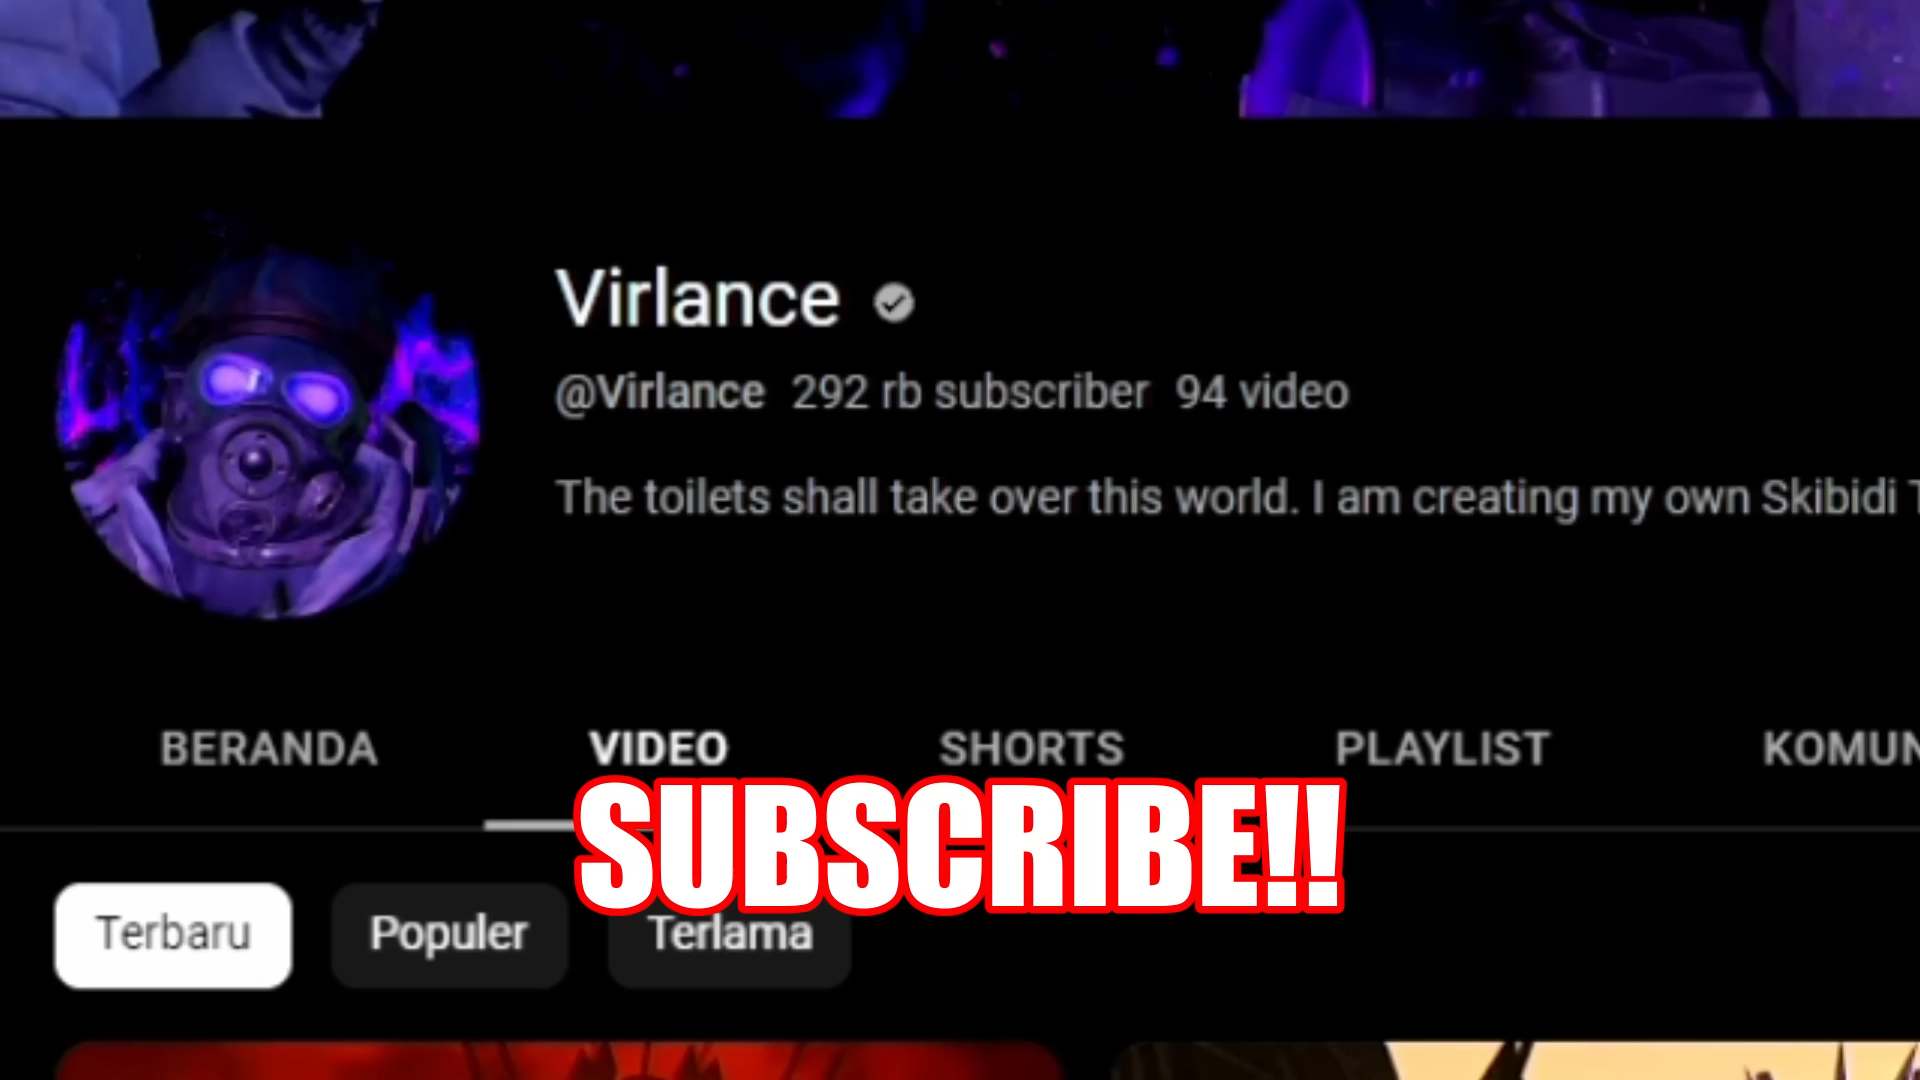 Virlance
@Virlance 292 rb subscriber 94 video
The toilets shall take over this world. I am creating my own Skibidi
BERANDA VIDEO SHORTS PLAYLIST KOMUN
SUBSCRIBE!!
Terbaru Populer Terlama